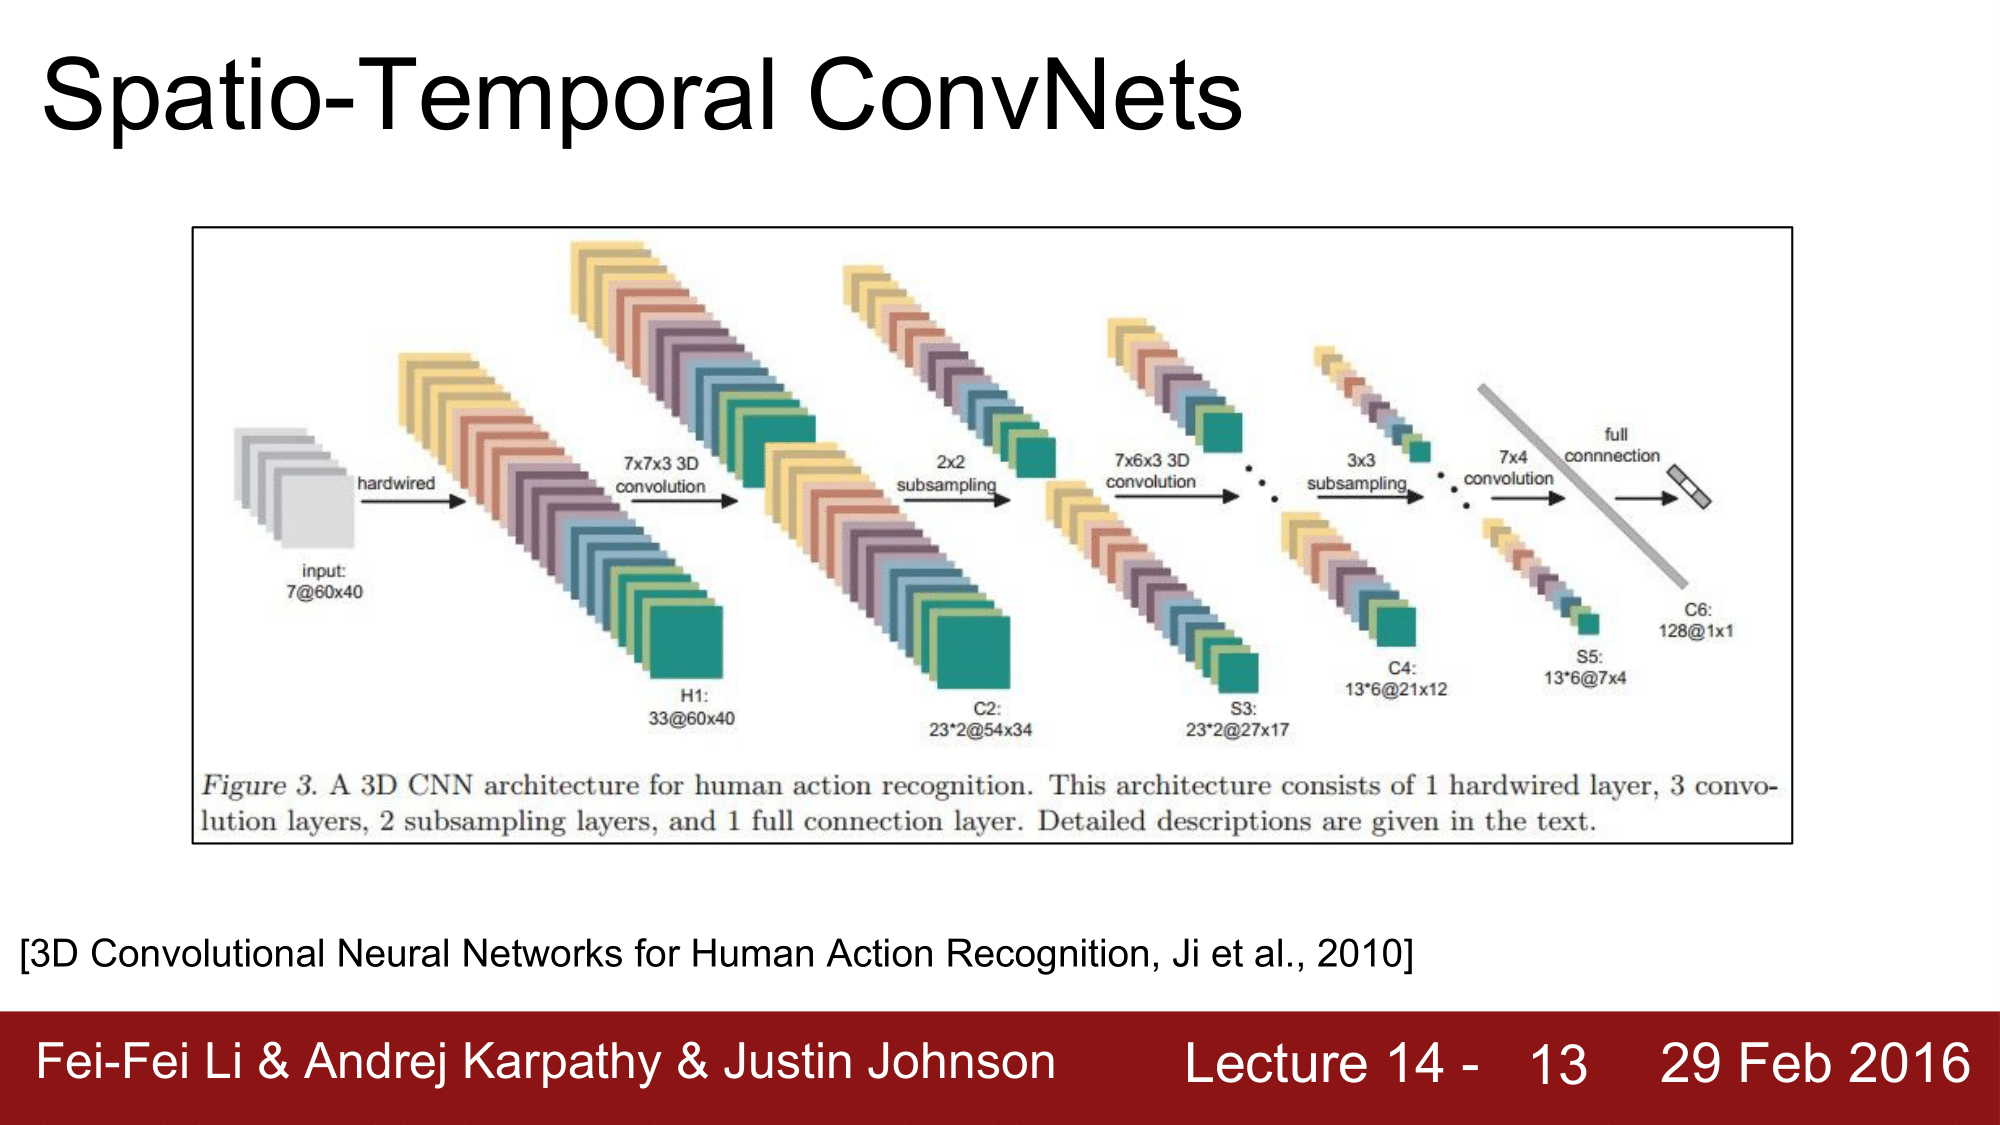 Spatio-Temporal ConvNets
hardwired
7x7x3 3D
convolution
2x2
subsampling
7x6x3 3D
convolution
3x3
subsampling
7x4
convolution
full
connnection
input:
7@60x40
H1:
33@60x40
C2:
23*2@54x34
S3:
23*2@27x17
C4:
13*6@21x12
S5:
13*6@7x4
C6:
128@1x1
Figure 3. A 3D CNN architecture for human action recognition. This architecture consists of 1 hardwired layer, 3 convo-
lution layers, 2 subsampling layers, and 1 full connection layer. Detailed descriptions are given in the text.
[3D Convolutional Neural Networks for Human Action Recognition, Ji et al., 2010]
Fei-Fei Li & Andrej Karpathy & Justin Johnson Lecture 14 - 13 29 Feb 2016